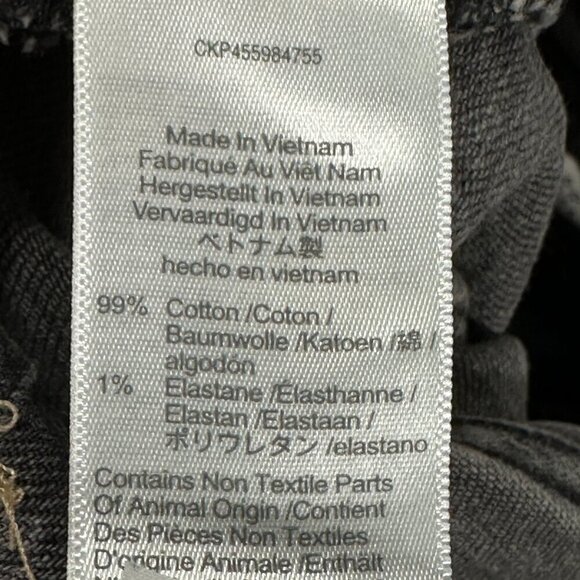 CKP455984755
Made In Vietnam
Fabriqué Au Viêt Nam
Hergestellt In Vietnam
Vervaardigd In Vietnam
ベトナム製
hecho en vietnam
99% Cotton /Coton /
Baumwolle /Katoen /綿 /
algodon
1% Elastane /Élasthanne /
Elastan /Elastaan /
ポリウレタン /elastano
Contains Non Textile Parts
Of Animal Origin /Contient
Des Pièces Non Textiles
D'origine Animale /Enthält